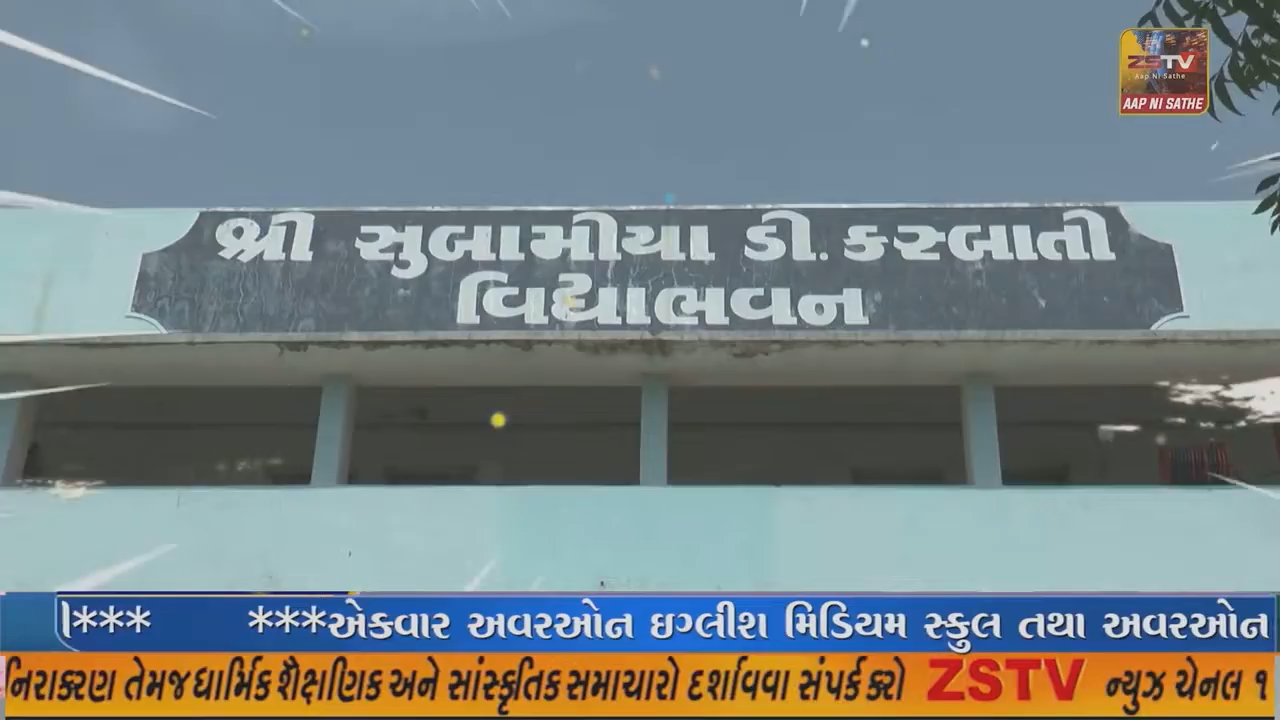 ZSTV
Aap Ni Sathe
AAP NI SATHE
શ્રી સુબામીયા ડી. કસ્બાતી
વિદ્યાભવન
*** ***એકવાર અવરઓન ઇગ્લીશ મિડિયમ સ્કુલ તથા અવરઓન
નિરાકરણ તેમજ ધાર્મિક શૈક્ષણિક અને સાંસ્કૃતિક સમાચારો દર્શાવવા સંપર્ક કરો ZSTV ન્યુઝ ચેનલ ૧